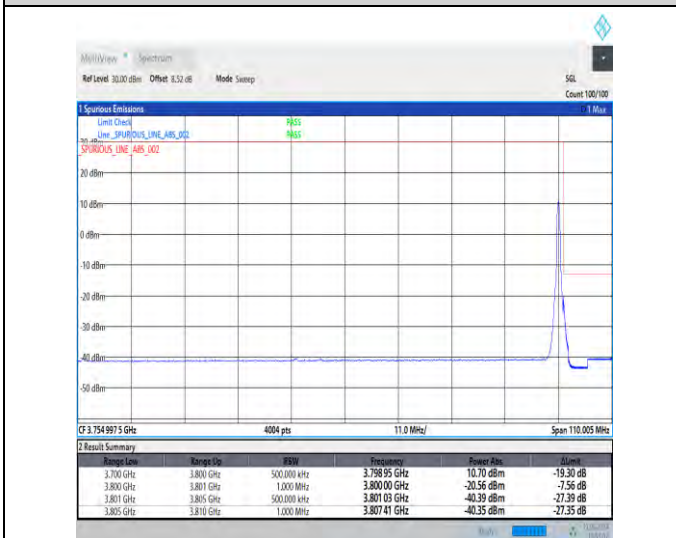 MultiView Spectrum
Ref Level 30.00 dBm Offset 8.52 dB Mode Sweep SGL
Count 100/100
1 Spurious Emissions 1 Max
Limit Check PASS
Line _SPURIOUS_LINE_ABS_002 PASS
30 dBm
_SPURIOUS_LINE_ABS_002
20 dBm
10 dBm
0 dBm
-10 dBm
-20 dBm
-30 dBm
-40 dBm
-50 dBm
CF 3.754 997 5 GHz 4004 pts 11.0 MHz/ Span 110.005 MHz
2 Result Summary
Range Low Range Up RBW Frequency Power Abs ΔLimit
3.700 GHz 3.800 GHz 500.000 kHz 3.798 95 GHz 10.70 dBm -19.30 dB
3.800 GHz 3.801 GHz 1.000 MHz 3.800 00 GHz -20.56 dBm -7.56 dB
3.801 GHz 3.805 GHz 500.000 kHz 3.801 03 GHz -40.39 dBm -27.39 dB
3.805 GHz 3.810 GHz 1.000 MHz 3.807 41 GHz -40.35 dBm -27.35 dB